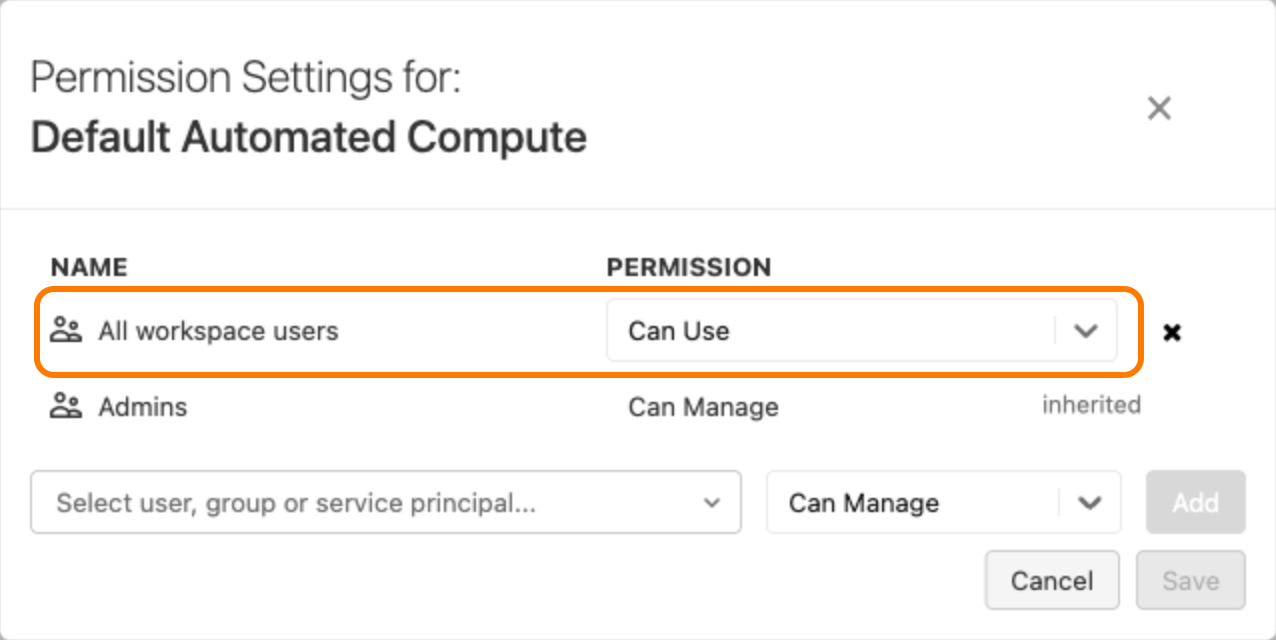 Permission Settings for:
Default Automated Compute
NAME PERMISSION
All workspace users Can Use
Admins Can Manage inherited
Select user, group or service principal... Can Manage Add
Cancel Save